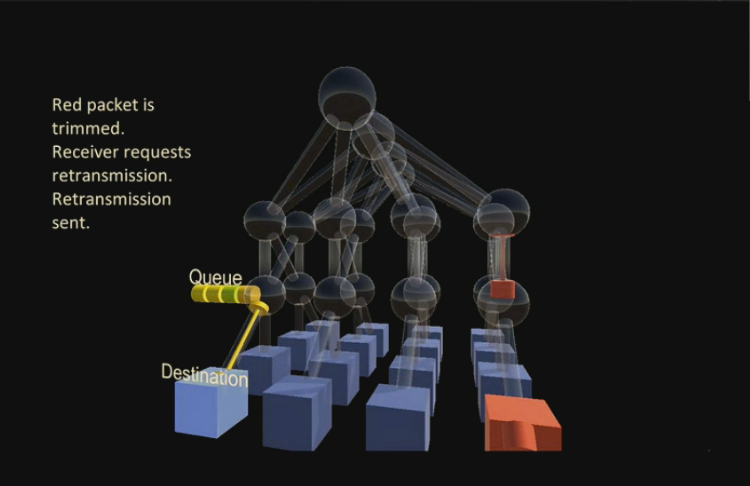 Red packet is
trimmed.
Receiver requests
retransmission.
Retransmission
sent.
Queue
Destination